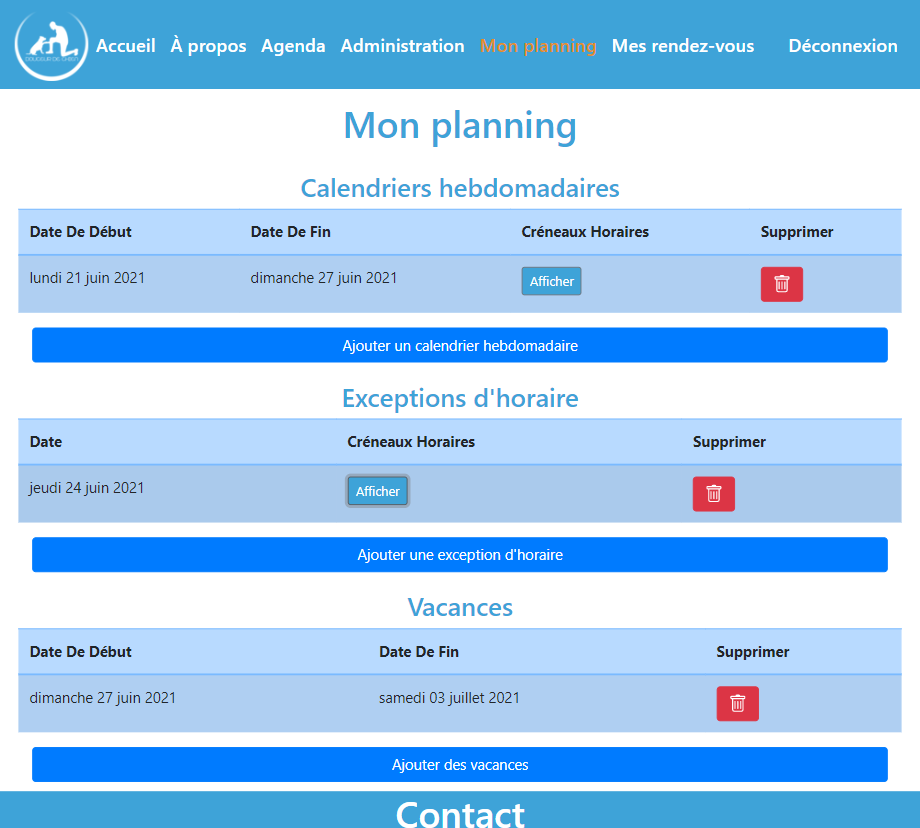 DOUCEUR DE CHIEN
Accueil À propos Agenda Administration Mon planning Mes rendez-vous Déconnexion
Mon planning
Calendriers hebdomadaires
Date De Début Date De Fin Créneaux Horaires Supprimer
lundi 21 juin 2021 dimanche 27 juin 2021 Afficher
Ajouter un calendrier hebdomadaire
Exceptions d'horaire
Date Créneaux Horaires Supprimer
jeudi 24 juin 2021 Afficher
Ajouter une exception d'horaire
Vacances
Date De Début Date De Fin Supprimer
dimanche 27 juin 2021 samedi 03 juillet 2021
Ajouter des vacances
Contact